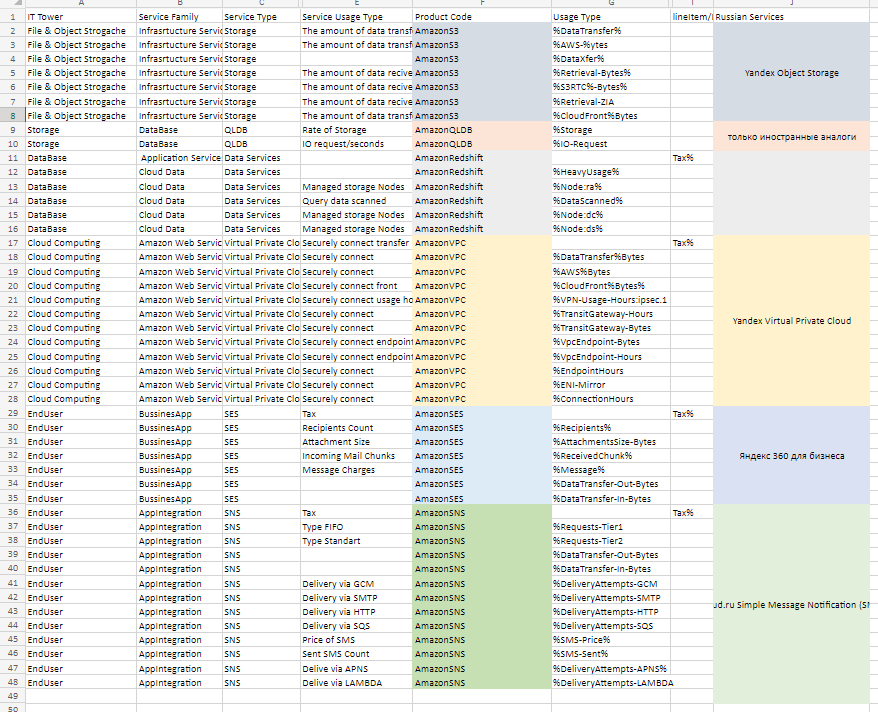 A B C E F G I J
1 IT Tower Service Family Service Type Service Usage Type Product Code Usage Type lineItem/ Russian Services
2 File & Object Strogache Infrasrtucture Servic Storage The amount of data transf AmazonS3 %DataTransfer%
3 File & Object Strogache Infrasrtucture Servic Storage The amount of data transf AmazonS3 %AWS-%ytes
4 File & Object Strogache Infrasrtucture Servic Storage AmazonS3 %DataXfer%
5 File & Object Strogache Infrasrtucture Servic Storage The amount of data recive AmazonS3 %Retrieval-Bytes% Yandex Object Storage
6 File & Object Strogache Infrasrtucture Servic Storage The amount of data recive AmazonS3 %S3RTC%-Bytes%
7 File & Object Strogache Infrasrtucture Servic Storage The amount of data recive AmazonS3 %Retrieval-ZIA
8 File & Object Strogache Infrasrtucture Servic Storage The amount of data transf AmazonS3 %CloudFront%Bytes
9 Storage DataBase QLDB Rate of Storage AmazonQLDB %Storage только иностранные аналоги
10 Storage DataBase QLDB IO request/seconds AmazonQLDB %IO-Request
11 DataBase Application Service Data Services AmazonRedshift Tax%
12 DataBase Cloud Data Data Services AmazonRedshift %HeavyUsage%
13 DataBase Cloud Data Data Services Managed storage Nodes AmazonRedshift %Node:ra%
14 DataBase Cloud Data Data Services Query data scanned AmazonRedshift %DataScanned%
15 DataBase Cloud Data Data Services Managed storage Nodes AmazonRedshift %Node:dc%
16 DataBase Cloud Data Data Services Managed storage Nodes AmazonRedshift %Node:ds%
17 Cloud Computing Amazon Web Servic Virtual Private Clo Securely connect transfer AmazonVPC Tax%
18 Cloud Computing Amazon Web Servic Virtual Private Clo Securely connect AmazonVPC %DataTransfer%Bytes
19 Cloud Computing Amazon Web Servic Virtual Private Clo Securely connect AmazonVPC %AWS%Bytes
20 Cloud Computing Amazon Web Servic Virtual Private Clo Securely connect front AmazonVPC %CloudFront%Bytes%
21 Cloud Computing Amazon Web Servic Virtual Private Clo Securely connect usage ho AmazonVPC %VPN-Usage-Hours:ipsec.1
22 Cloud Computing Amazon Web Servic Virtual Private Clo Securely connect AmazonVPC %TransitGateway-Hours Yandex Virtual Private Cloud
23 Cloud Computing Amazon Web Servic Virtual Private Clo Securely connect AmazonVPC %TransitGateway-Bytes
24 Cloud Computing Amazon Web Servic Virtual Private Clo Securely connect endpoint AmazonVPC %VpcEndpoint-Bytes
25 Cloud Computing Amazon Web Servic Virtual Private Clo Securely connect endpoint AmazonVPC %VpcEndpoint-Hours
26 Cloud Computing Amazon Web Servic Virtual Private Clo Securely connect AmazonVPC %EndpointHours
27 Cloud Computing Amazon Web Servic Virtual Private Clo Securely connect AmazonVPC %ENI-Mirror
28 Cloud Computing Amazon Web Servic Virtual Private Clo Securely connect AmazonVPC %ConnectionHours
29 EndUser BussinesApp SES Tax AmazonSES Tax%
30 EndUser BussinesApp SES Recipients Count AmazonSES %Recipients%
31 EndUser BussinesApp SES Attachment Size AmazonSES %AttachmentsSize-Bytes
32 EndUser BussinesApp SES Incoming Mail Chunks AmazonSES %ReceivedChunk% Яндекс 360 для бизнеса
33 EndUser BussinesApp SES Message Charges AmazonSES %Message%
34 EndUser BussinesApp SES AmazonSES %DataTransfer-Out-Bytes
35 EndUser BussinesApp SES AmazonSES %DataTransfer-In-Bytes
36 EndUser AppIntegration SNS Tax AmazonSNS Tax%
37 EndUser AppIntegration SNS Type FIFO AmazonSNS %Requests-Tier1
38 EndUser AppIntegration SNS Type Standart AmazonSNS %Requests-Tier2
39 EndUser AppIntegration SNS AmazonSNS %DataTransfer-Out-Bytes
40 EndUser AppIntegration SNS AmazonSNS %DataTransfer-In-Bytes
41 EndUser AppIntegration SNS Delivery via GCM AmazonSNS %DeliveryAttempts-GCM
42 EndUser AppIntegration SNS Delivery via SMTP AmazonSNS %DeliveryAttempts-SMTP
43 EndUser AppIntegration SNS Delivery via HTTP AmazonSNS %DeliveryAttempts-HTTP ud.ru Simple Message Notification (SM
44 EndUser AppIntegration SNS Delivery via SQS AmazonSNS %DeliveryAttempts-SQS
45 EndUser AppIntegration SNS Price of SMS AmazonSNS %SMS-Price%
46 EndUser AppIntegration SNS Sent SMS Count AmazonSNS %SMS-Sent%
47 EndUser AppIntegration SNS Delive via APNS AmazonSNS %DeliveryAttempts-APNS%
48 EndUser AppIntegration SNS Delive via LAMBDA AmazonSNS %DeliveryAttempts-LAMBDA
49
50